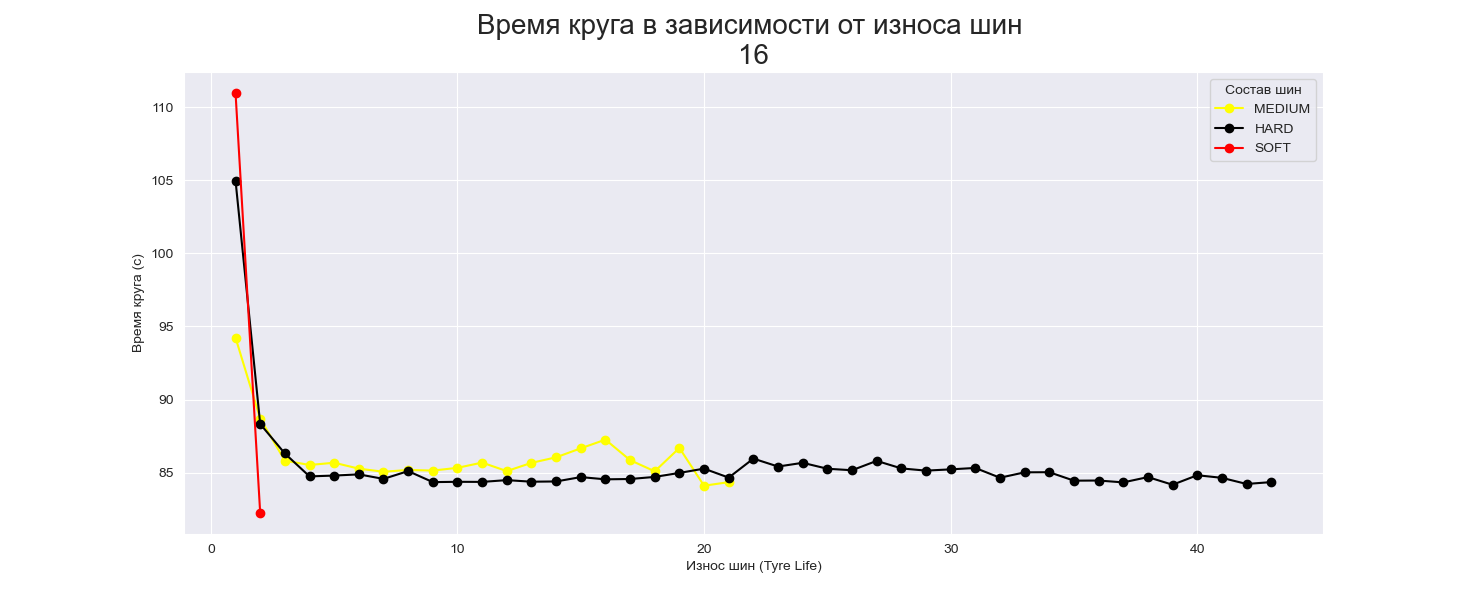 Время круга в зависимости от износа шин
16
Состав шин
MEDIUM
HARD
SOFT
110
105
100
95
90
85
Время круга (с)
0
10
20
30
40
Износ шин (Tyre Life)